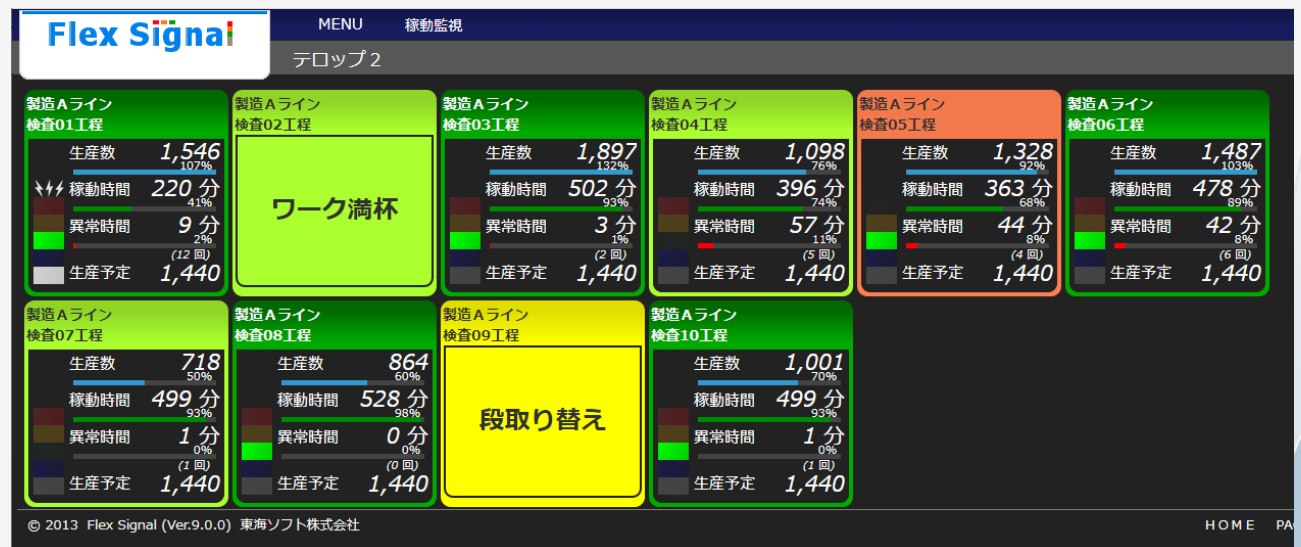 Flex Signal
MENU 稼動監視
テロップ２
製造Aライン
検査01工程
生産数 1,546
107%
稼動時間 220 分
41%
異常時間 9 分
2%
(12 回)
生産予定 1,440
製造Aライン
検査02工程
ワーク満杯
製造Aライン
検査03工程
生産数 1,897
132%
稼動時間 502 分
93%
異常時間 3 分
1%
(2 回)
生産予定 1,440
製造Aライン
検査04工程
生産数 1,098
76%
稼動時間 396 分
74%
異常時間 57 分
11%
(5 回)
生産予定 1,440
製造Aライン
検査05工程
生産数 1,328
92%
稼動時間 363 分
68%
異常時間 44 分
8%
(4 回)
生産予定 1,440
製造Aライン
検査06工程
生産数 1,487
103%
稼動時間 478 分
89%
異常時間 42 分
8%
(6 回)
生産予定 1,440
製造Aライン
検査07工程
生産数 718
50%
稼動時間 499 分
93%
異常時間 1 分
0%
(1 回)
生産予定 1,440
製造Aライン
検査08工程
生産数 864
60%
稼動時間 528 分
98%
異常時間 0 分
0%
(0 回)
生産予定 1,440
製造Aライン
検査09工程
段取り替え
製造Aライン
検査10工程
生産数 1,001
70%
稼動時間 499 分
93%
異常時間 1 分
0%
(1 回)
生産予定 1,440
© 2013 Flex Signal (Ver.9.0.0) 東海ソフト株式会社
HOME